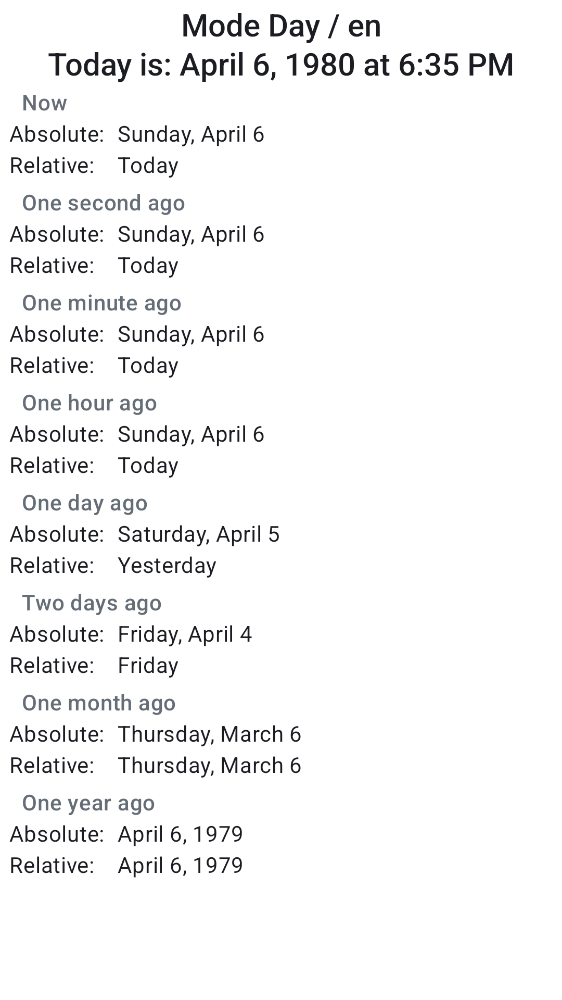 Mode Day / en
Today is: April 6, 1980 at 6:35 PM
Now
Absolute: Sunday, April 6
Relative: Today
One second ago
Absolute: Sunday, April 6
Relative: Today
One minute ago
Absolute: Sunday, April 6
Relative: Today
One hour ago
Absolute: Sunday, April 6
Relative: Today
One day ago
Absolute: Saturday, April 5
Relative: Yesterday
Two days ago
Absolute: Friday, April 4
Relative: Friday
One month ago
Absolute: Thursday, March 6
Relative: Thursday, March 6
One year ago
Absolute: April 6, 1979
Relative: April 6, 1979